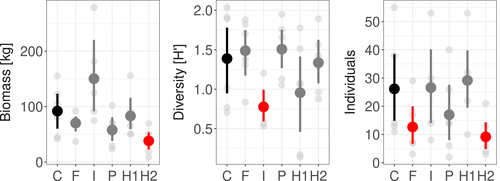 Biomass [kg]
200
100
0
C F I P H1 H2
Diversity [H']
2.0
1.5
1.0
0.5
C F I P H1 H2
Individuals
50
40
30
20
10
0
C F I P H1 H2